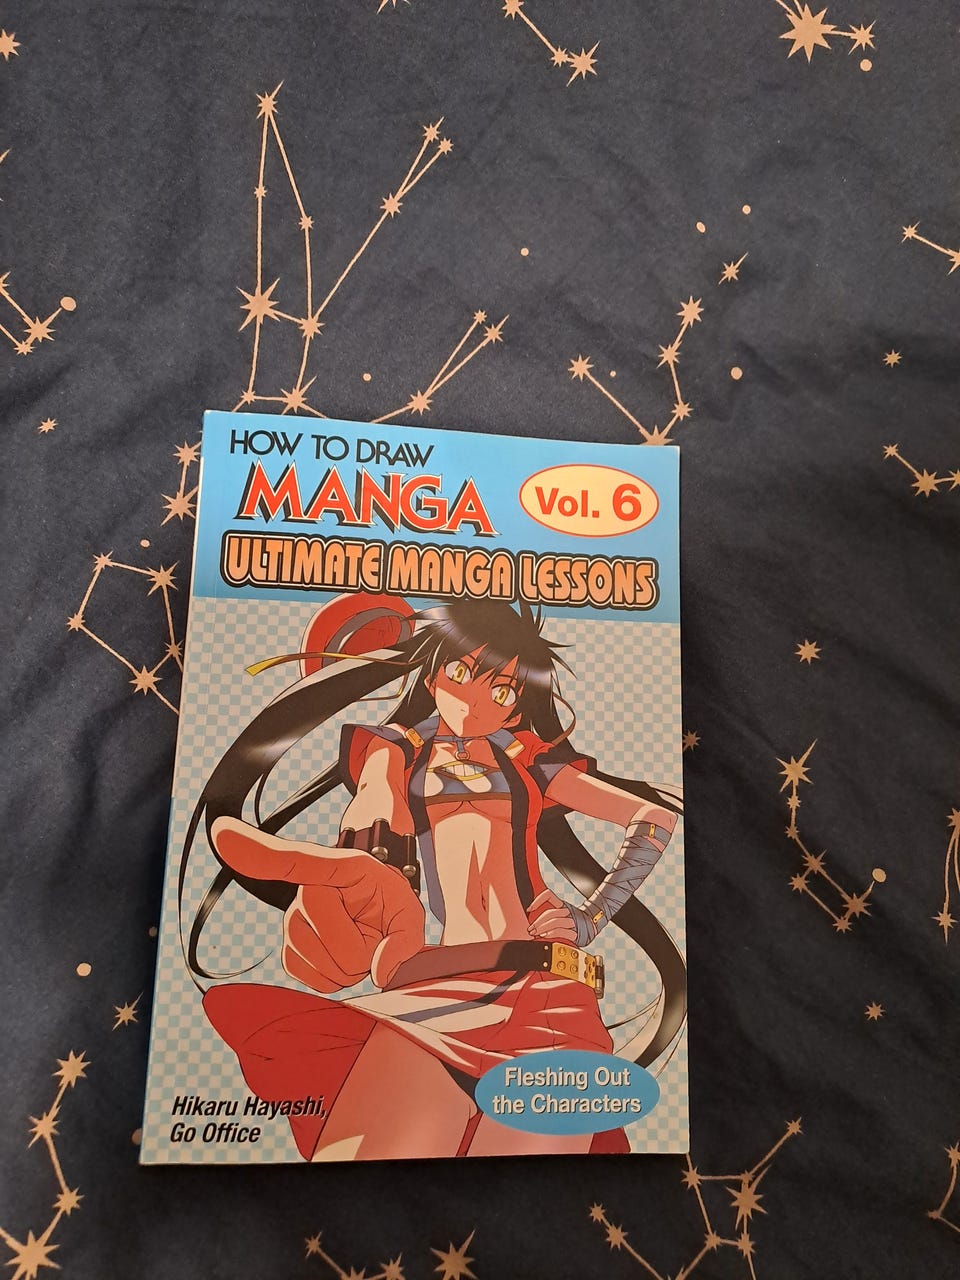 HOW TO DRAW
MANGA
Vol. 6
ULTIMATE MANGA LESSONS
Fleshing Out
the Characters
Hikaru Hayashi,
Go Office